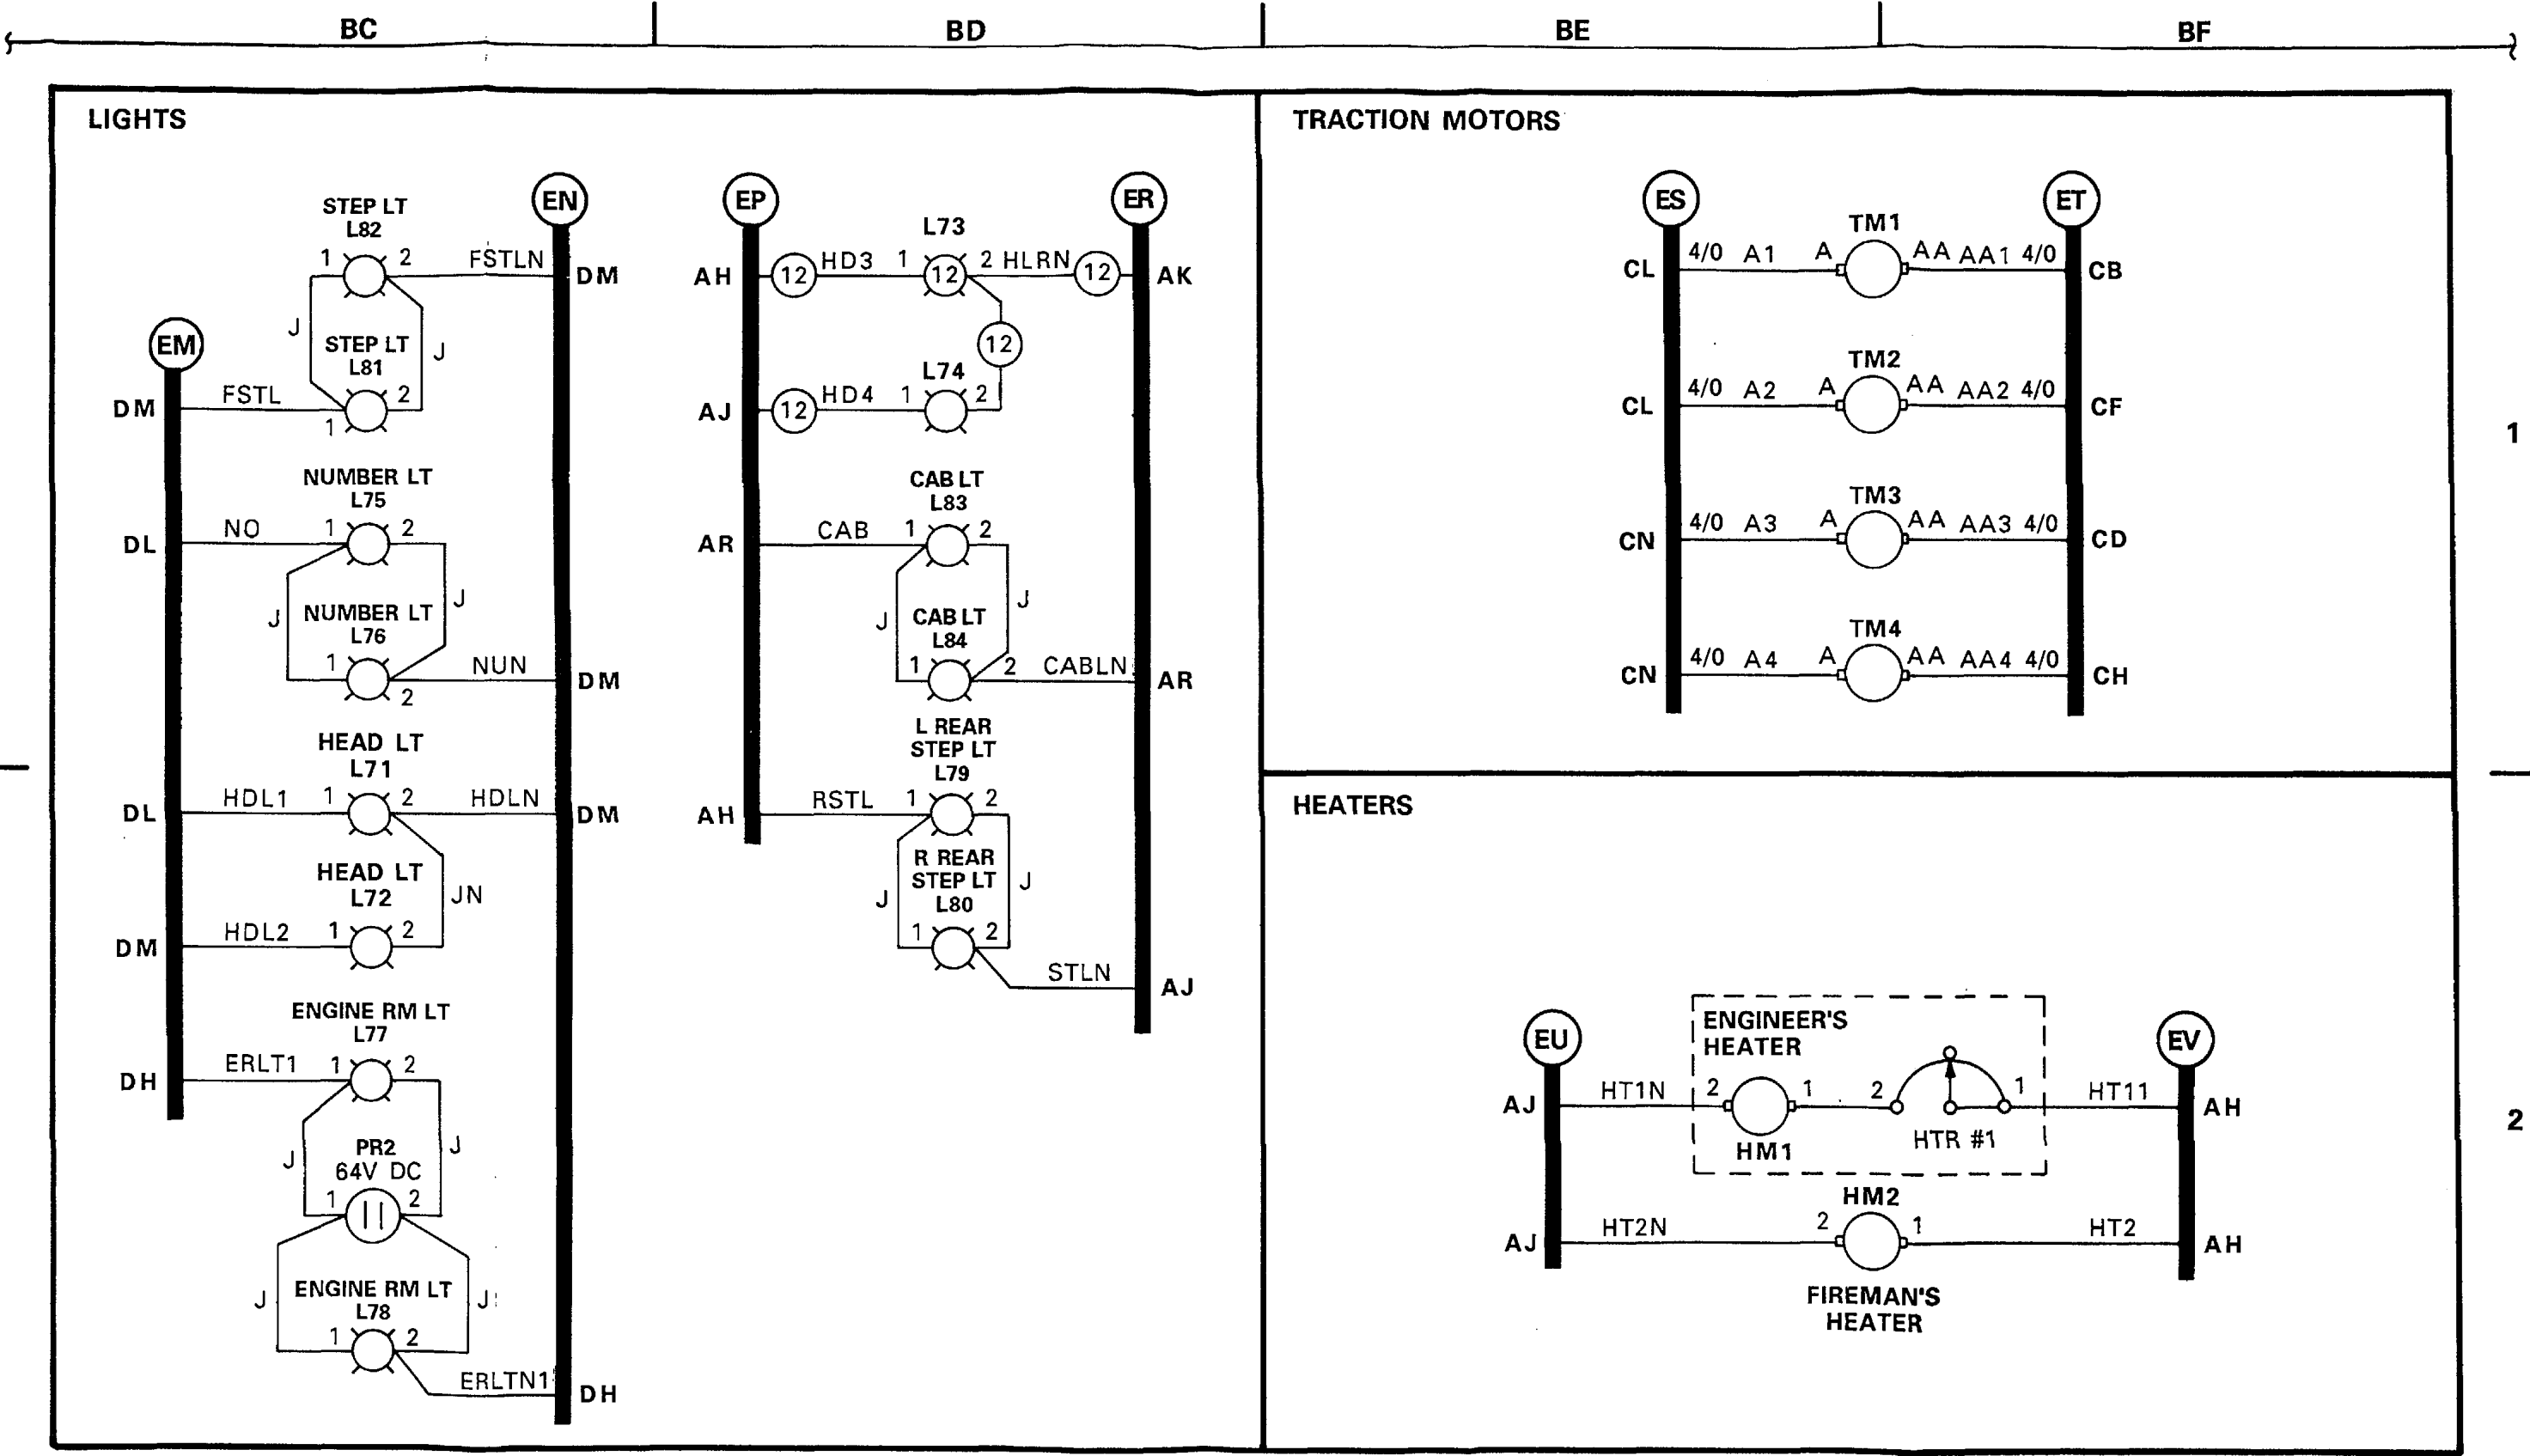 BC BD BE BF
LIGHTS
STEP LT
L82
EN
1 2 FSTLN DM
J
STEP LT
L81
J
EM
DM FSTL 2
1
NUMBER LT
L75
DL NO 1 2
J
J
NUMBER LT
L76
1 NUN DM
2
HEAD LT
L71
DL HDL1 1 2 HDLN DM
HEAD LT
L72
JN
DM HDL2 1 2
ENGINE RM LT
L77
DH ERLT1 1 2
J
J
PR2
64V DC
1 2
ENGINE RM LT
L78
J
J
1 2
ERLTN1 DH
EP ER
L73
AH 12 HD3 1 12 2 HLRN 12 AK
12
L74
AJ 12 HD4 1 2
CAB LT
L83
AR CAB 1 2
J
J
CAB LT
L84
1 2 CABLN AR
L REAR
STEP LT
L79
AH RSTL 1 2
R REAR
STEP LT
L80
J
J
1 2
STLN AJ
TRACTION MOTORS
ES ET
TM1
CL 4/0 A1 A AA AA1 4/0 CB
TM2
CL 4/0 A2 A AA AA2 4/0 CF
TM3
CN 4/0 A3 A AA AA3 4/0 CD
TM4
CN 4/0 A4 A AA AA4 4/0 CH
1
HEATERS
ENGINEER'S
HEATER
EU EV
AJ HT1N 2 1 2 1 HT11 AH
HM1 HTR #1
HM2
AJ HT2N 2 1 HT2 AH
FIREMAN'S
HEATER
2